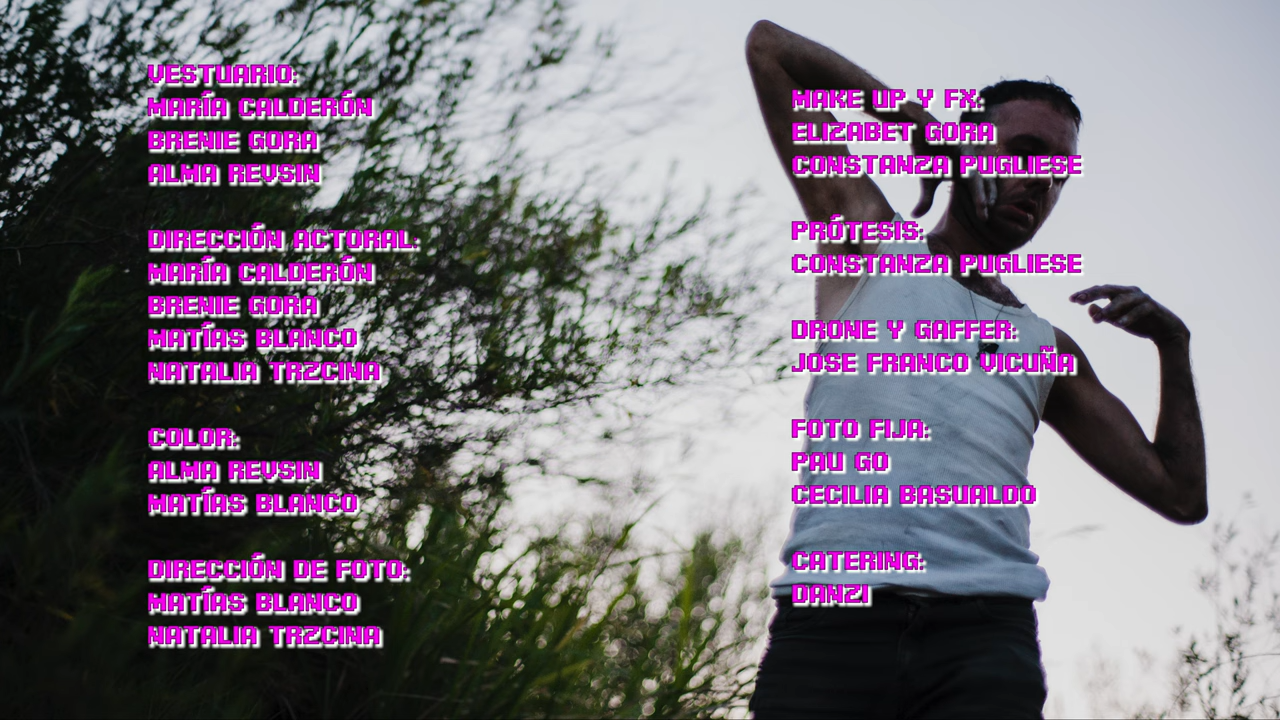 VESTUARIO:
MARÍA CALDERÓN
BRENIE GORA
ALMA REVSIN

DIRECCIÓN ACTORAL:
MARÍA CALDERÓN
BRENIE GORA
MATÍAS BLANCO
NATALIA TRZCINA

COLOR:
ALMA REVSIN
MATÍAS BLANCO

DIRECCIÓN DE FOTO:
MATÍAS BLANCO
NATALIA TRZCINA

MAKE UP Y FX:
ELIZABET GORA
CONSTANZA PUGLIESE

PRÓTESIS:
CONSTANZA PUGLIESE

DRONE Y GAFFER:
JOSE FRANCO VICUÑA

FOTO FIJA:
PAU GO
CECILIA BASUALDO

CATERING:
DANZI